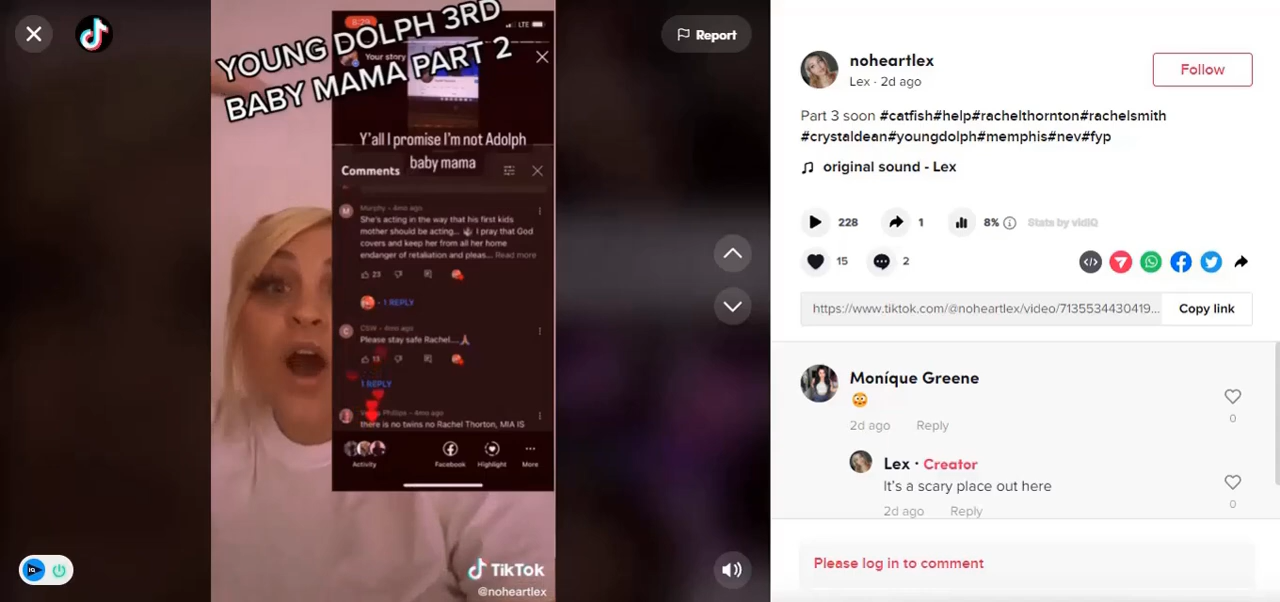 YOUNG DOLPH 3RD
BABY MAMA PART 2
8:29
LTE
Your story
Y'all I promise I'm not Adolph
baby mama
Comments
Murphy - 4mo ago
She's acting in the way that his first kids
mother should be acting... 🕊 I pray that God
covers and keep her from all her home
endanger of retaliation and pleas... Read more
23
- 1 REPLY
CSW - 4mo ago
Please stay safe Rachel....🙏
13
1 REPLY
Phillips - 4mo ago
there is no twins no Rachel Thorton, MIA IS
Activity
Facebook
Highlight
More
TikTok
@noheartlex
Report
noheartlex
Lex · 2d ago
Follow
Part 3 soon #catfish#help#rachelthornton#rachelsmith
#crystaldean#youngdolph#memphis#nev#fyp
original sound - Lex
228
1
8%
Stats by vidIQ
15
2
https://www.tiktok.com/@noheartlex/video/7135534430419...
Copy link
Moníque Greene
😳
2d ago Reply
0
Lex · Creator
It's a scary place out here
2d ago Reply
0
Please log in to comment